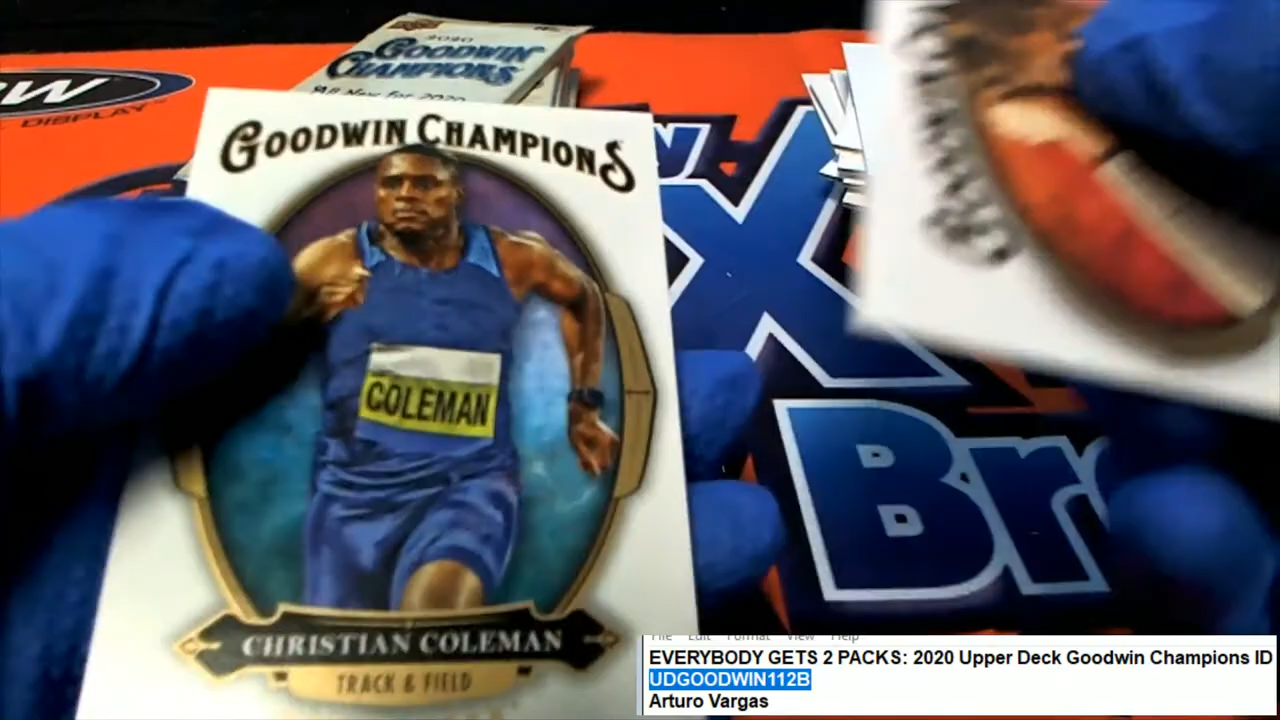 2020
GOODWIN
CHAMPIONS
All New for 2020
W
DISPLAY
GOODWIN CHAMPIONS
COLEMAN
CHRISTIAN COLEMAN
TRACK & FIELD
X
Br
File Edit Format View Help
EVERYBODY GETS 2 PACKS: 2020 Upper Deck Goodwin Champions ID
UDGOODWIN112B
Arturo Vargas